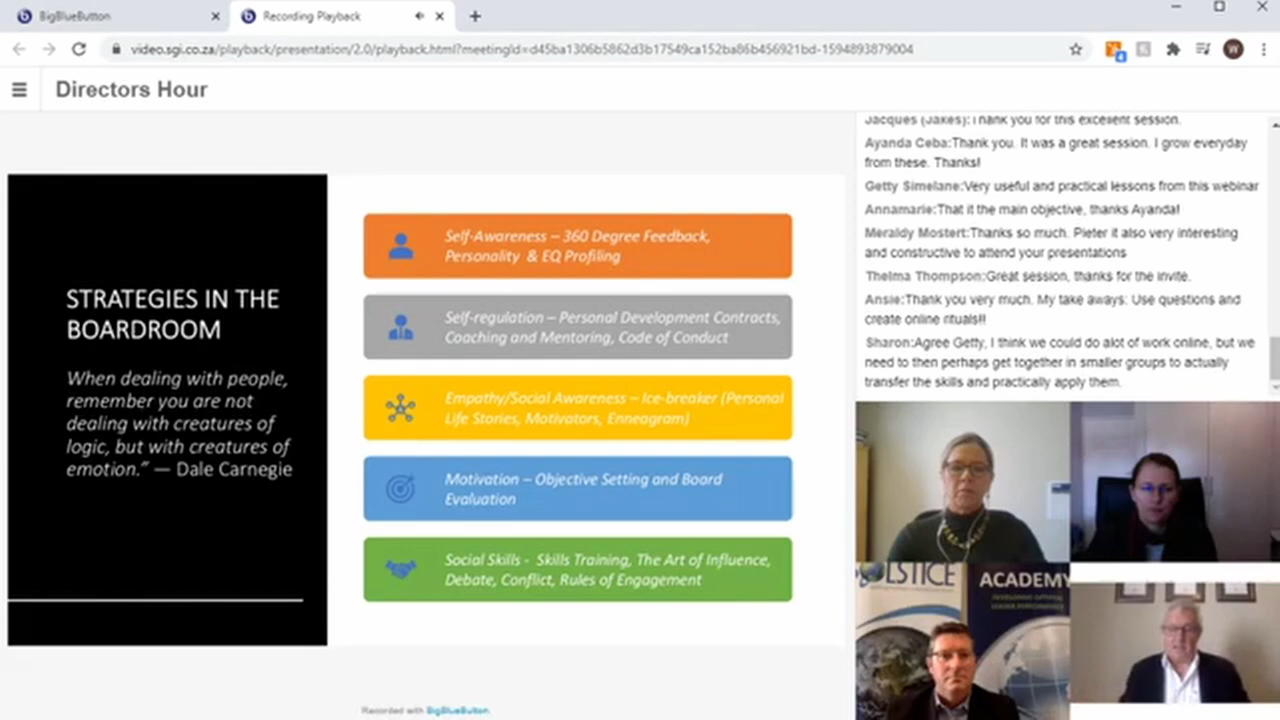 BigBlueButton
Recording Playback
video.sgi.co.za/playback/presentation/2.0/playback.html?meetingId=d45ba1306b5862d3b17549ca152ba86b456921bd-1594893879004
4
W
Directors Hour
STRATEGIES IN THE
BOARDROOM
When dealing with people,
remember you are not
dealing with creatures of
logic, but with creatures of
emotion.” — Dale Carnegie
Self-Awareness – 360 Degree Feedback,
Personality & EQ Profiling
Self-regulation – Personal Development Contracts,
Coaching and Mentoring, Code of Conduct
Empathy/Social Awareness – Ice-breaker (Personal
Life Stories, Motivators, Enneagram)
Motivation – Objective Setting and Board
Evaluation
Social Skills - Skills Training, The Art of Influence,
Debate, Conflict, Rules of Engagement
Recorded with BigBlueButton.
Jacques (Jakes):Thank you for this excellent session.
Ayanda Ceba:Thank you. It was a great session. I grow everyday
from these. Thanks!
Getty Simelane:Very useful and practical lessons from this webinar
Annamarie:That it the main objective, thanks Ayanda!
Meraldy Mostert:Thanks so much. Pieter it also very interesting
and constructive to attend your presentations
Thelma Thompson:Great session, thanks for the invite.
Ansie:Thank you very much. My take aways: Use questions and
create online rituals!!
Sharon:Agree Getty, I think we could do alot of work online, but we
need to then perhaps get together in smaller groups to actually
transfer the skills and practically apply them.
OLSTICE
ACADEMY